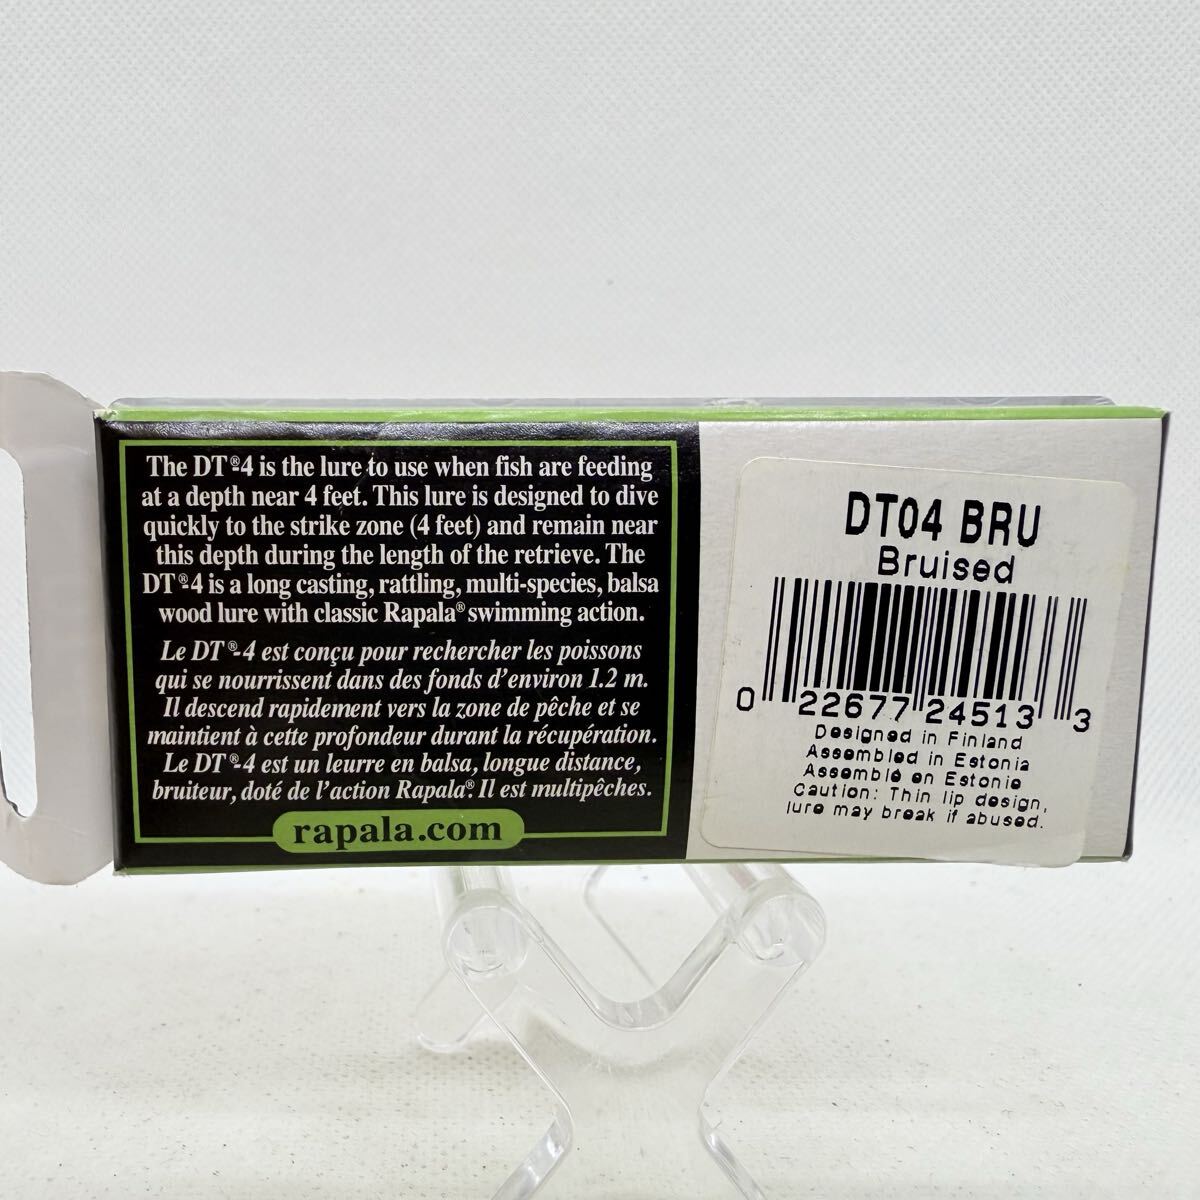 The DT®-4 is the lure to use when fish are feeding
at a depth near 4 feet. This lure is designed to dive
quickly to the strike zone (4 feet) and remain near
this depth during the length of the retrieve. The
DT®-4 is a long casting, rattling, multi-species, balsa
wood lure with classic Rapala® swimming action.
Le DT®-4 est conçu pour rechercher les poissons
qui se nourrissent dans des fonds d'environ 1.2 m.
Il descend rapidement vers la zone de pêche et se
maintient à cette profondeur durant la récupération.
Le DT®-4 est un leurre en balsa, longue distance,
bruiteur, doté de l'action Rapala®. Il est multipêches.
rapala.com
DT04 BRU
Bruised
0 22677 24513 3
Designed in Finland
Assembled in Estonia
Assemblé en Estonie
Caution: Thin lip design,
lure may break if abused.